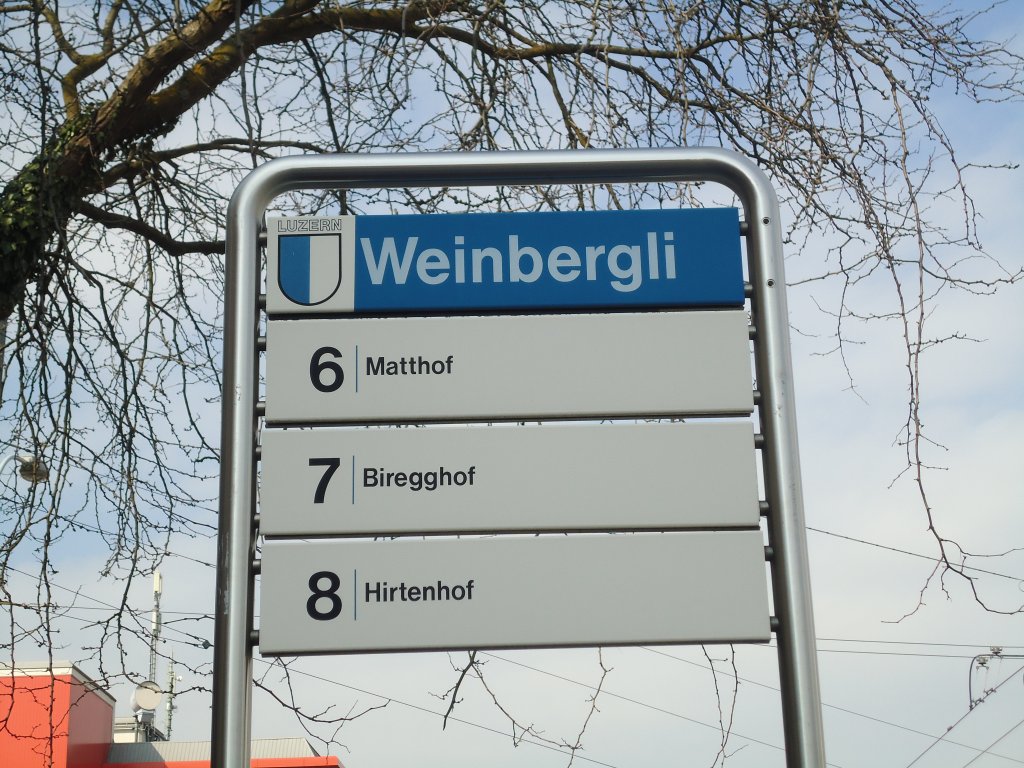 LUZERN
Weinbergli
6 Matthof
7 Biregghof
8 Hirtenhof